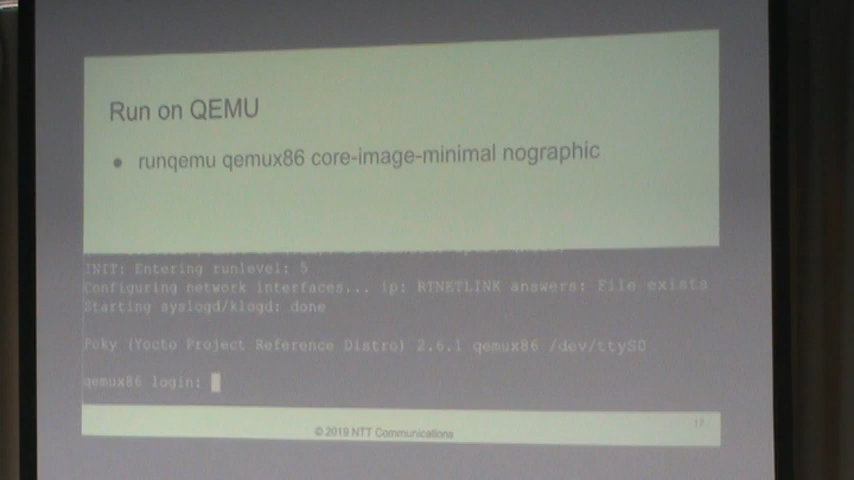 Run on QEMU
● runqemu qemux86 core-image-minimal nographic
INIT: Entering runlevel: 5
Configuring network interfaces... ip: RTNETLINK answers: File exists
Starting syslogd/klogd: done
Poky (Yocto Project Reference Distro) 2.6.1 qemux86 /dev/ttyS0
qemux86 login:
© 2019 NTT Communications
17